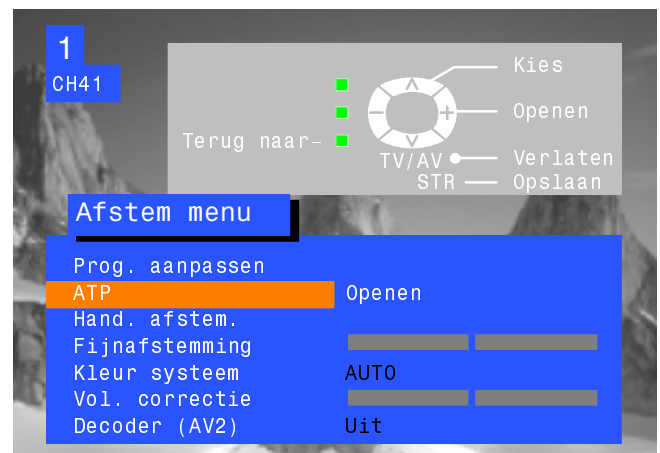 1
CH41
Kies
Openen
Terug naar–
TV/AV Verlaten
STR Opslaan
Afstem menu
Prog. aanpassen
ATP Openen
Hand. afstem.
Fijnafstemming
Kleur systeem AUTO
Vol. correctie
Decoder (AV2) Uit